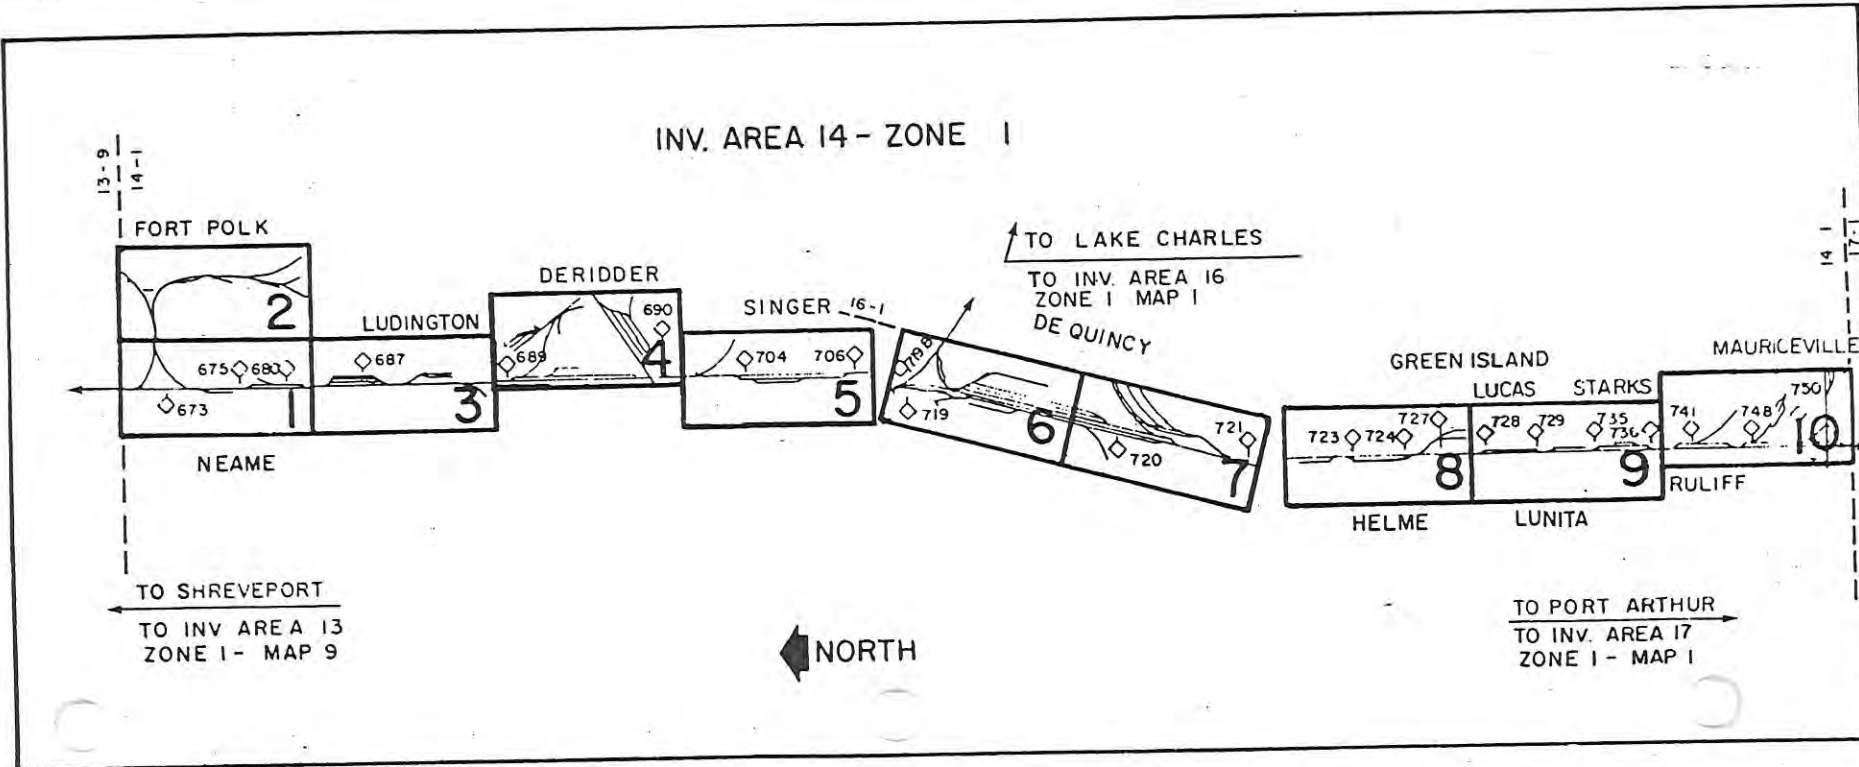 INV. AREA 14 - ZONE 1
13-9
14-1
FORT POLK
2
675
680
673
1
NEAME
LUDINGTON
687
3
DERIDDER
690
689
4
SINGER
16-1
704
706
5
TO LAKE CHARLES
TO INV. AREA 16
ZONE 1 MAP 1
DE QUINCY
719B
719
6
720
721
7
GREEN ISLAND
LUCAS
STARKS
MAURICEVILLE
723
724
727
8
HELME
728
729
735
736
9
LUNITA
741
748
750
10
RULIFF
14 1
17-1
TO SHREVEPORT
TO INV AREA 13
ZONE 1 - MAP 9
NORTH
TO PORT ARTHUR
TO INV. AREA 17
ZONE 1 - MAP 1